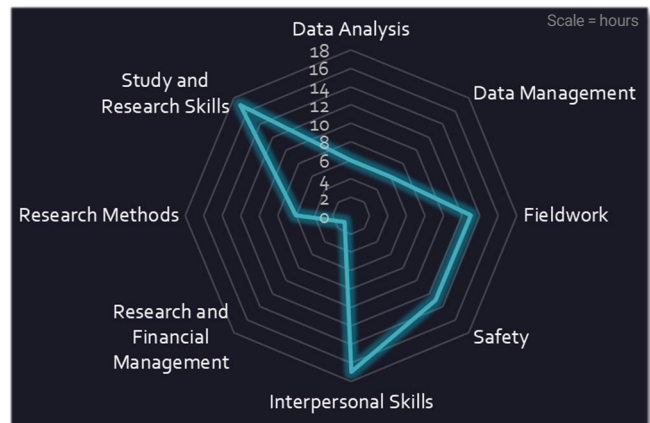 Scale = hours
Data Analysis
18
16
14
12
10
8
6
4
2
0
Study and
Research Skills
Data Management
Research Methods
Fieldwork
Research and
Financial
Management
Safety
Interpersonal Skills